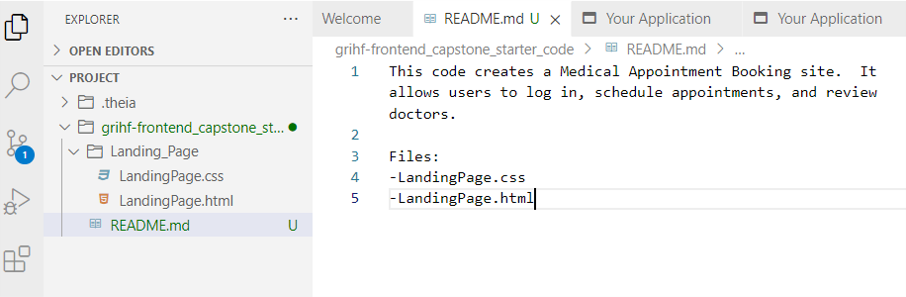 EXPLORER
OPEN EDITORS
PROJECT
.theia
grihf-frontend_capstone_st...
Landing_Page
LandingPage.css
LandingPage.html
README.md U
1
Welcome
README.md U
Your Application
Your Application
grihf-frontend_capstone_starter_code > README.md > ...
1 This code creates a Medical Appointment Booking site.  It
allows users to log in, schedule appointments, and review
doctors.
2
3 Files:
4 -LandingPage.css
5 -LandingPage.html